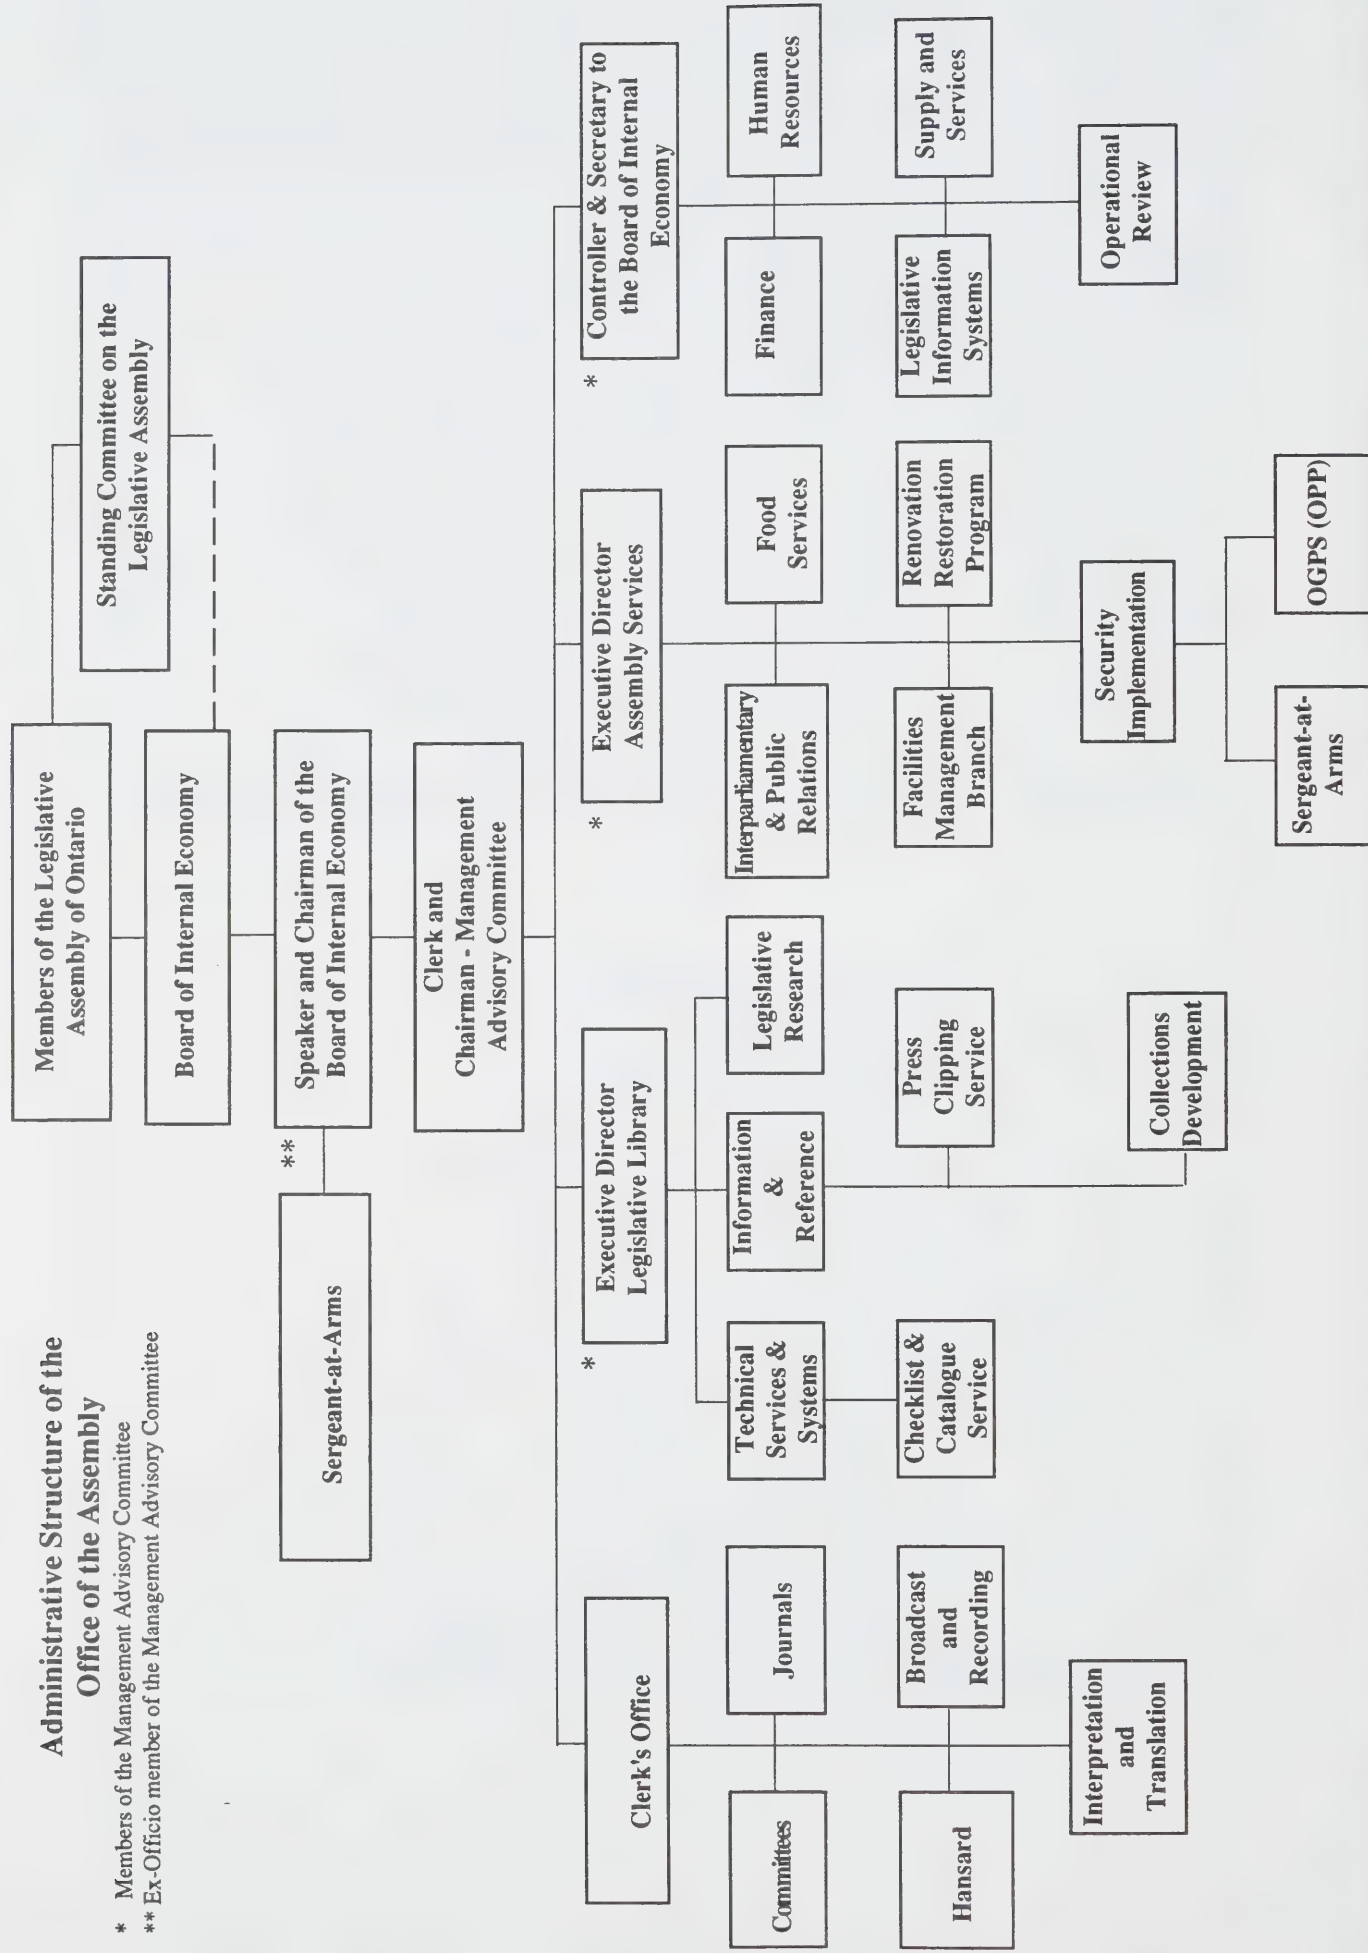 Administrative Structure of the
Office of the Assembly
* Members of the Management Advisory Committee
** Ex-Officio member of the Management Advisory Committee
Members of the Legislative
Assembly of Ontario
Standing Committee on the
Legislative Assembly
Board of Internal Economy
Speaker and Chairman of the
Board of Internal Economy
**
Sergeant-at-Arms
Clerk and
Chairman - Management
Advisory Committee
Clerk's Office
*
Executive Director
Legislative Library
*
Executive Director
Assembly Services
*
Controller & Secretary to
the Board of Internal
Economy
Committees
Journals
Hansard
Broadcast
and
Recording
Interpretation
and
Translation
Technical
Services &
Systems
Information
&
Reference
Legislative
Research
Checklist &
Catalogue
Service
Press
Clipping
Service
Collections
Development
Interparliamentary
& Public
Relations
Food
Services
Facilities
Management
Branch
Renovation
Restoration
Program
Security
Implementation
Sergeant-at-
Arms
OGPS (OPP)
Finance
Human
Resources
Legislative
Information
Systems
Supply and
Services
Operational
Review